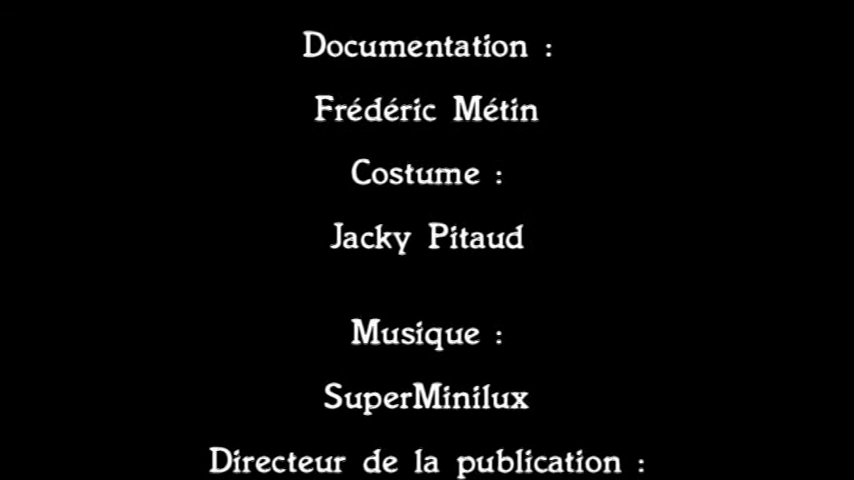 Documentation :
Frédéric Métin
Costume :
Jacky Pitaud
Musique :
SuperMinilux
Directeur de la publication :